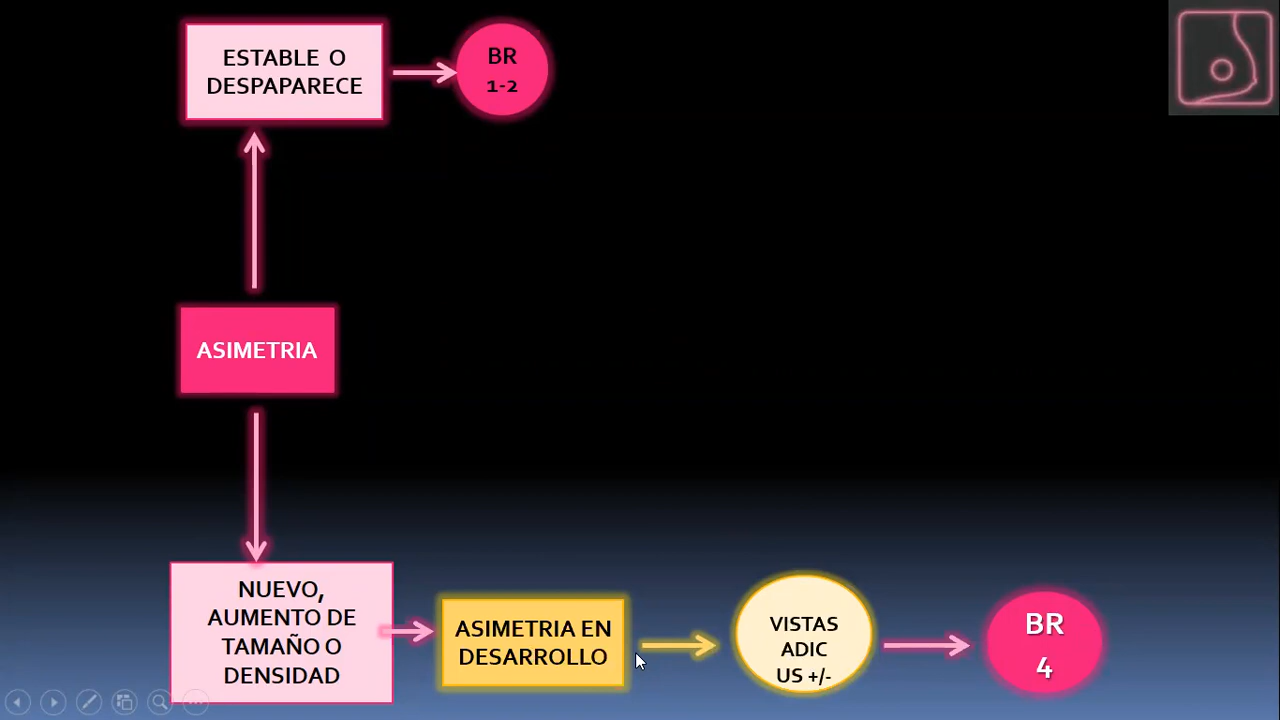 ESTABLE O
DESPAPARECE
BR
1-2
ASIMETRIA
NUEVO,
AUMENTO DE
TAMAÑO O
DENSIDAD
ASIMETRIA EN
DESARROLLO
VISTAS
ADIC
US +/-
BR
4